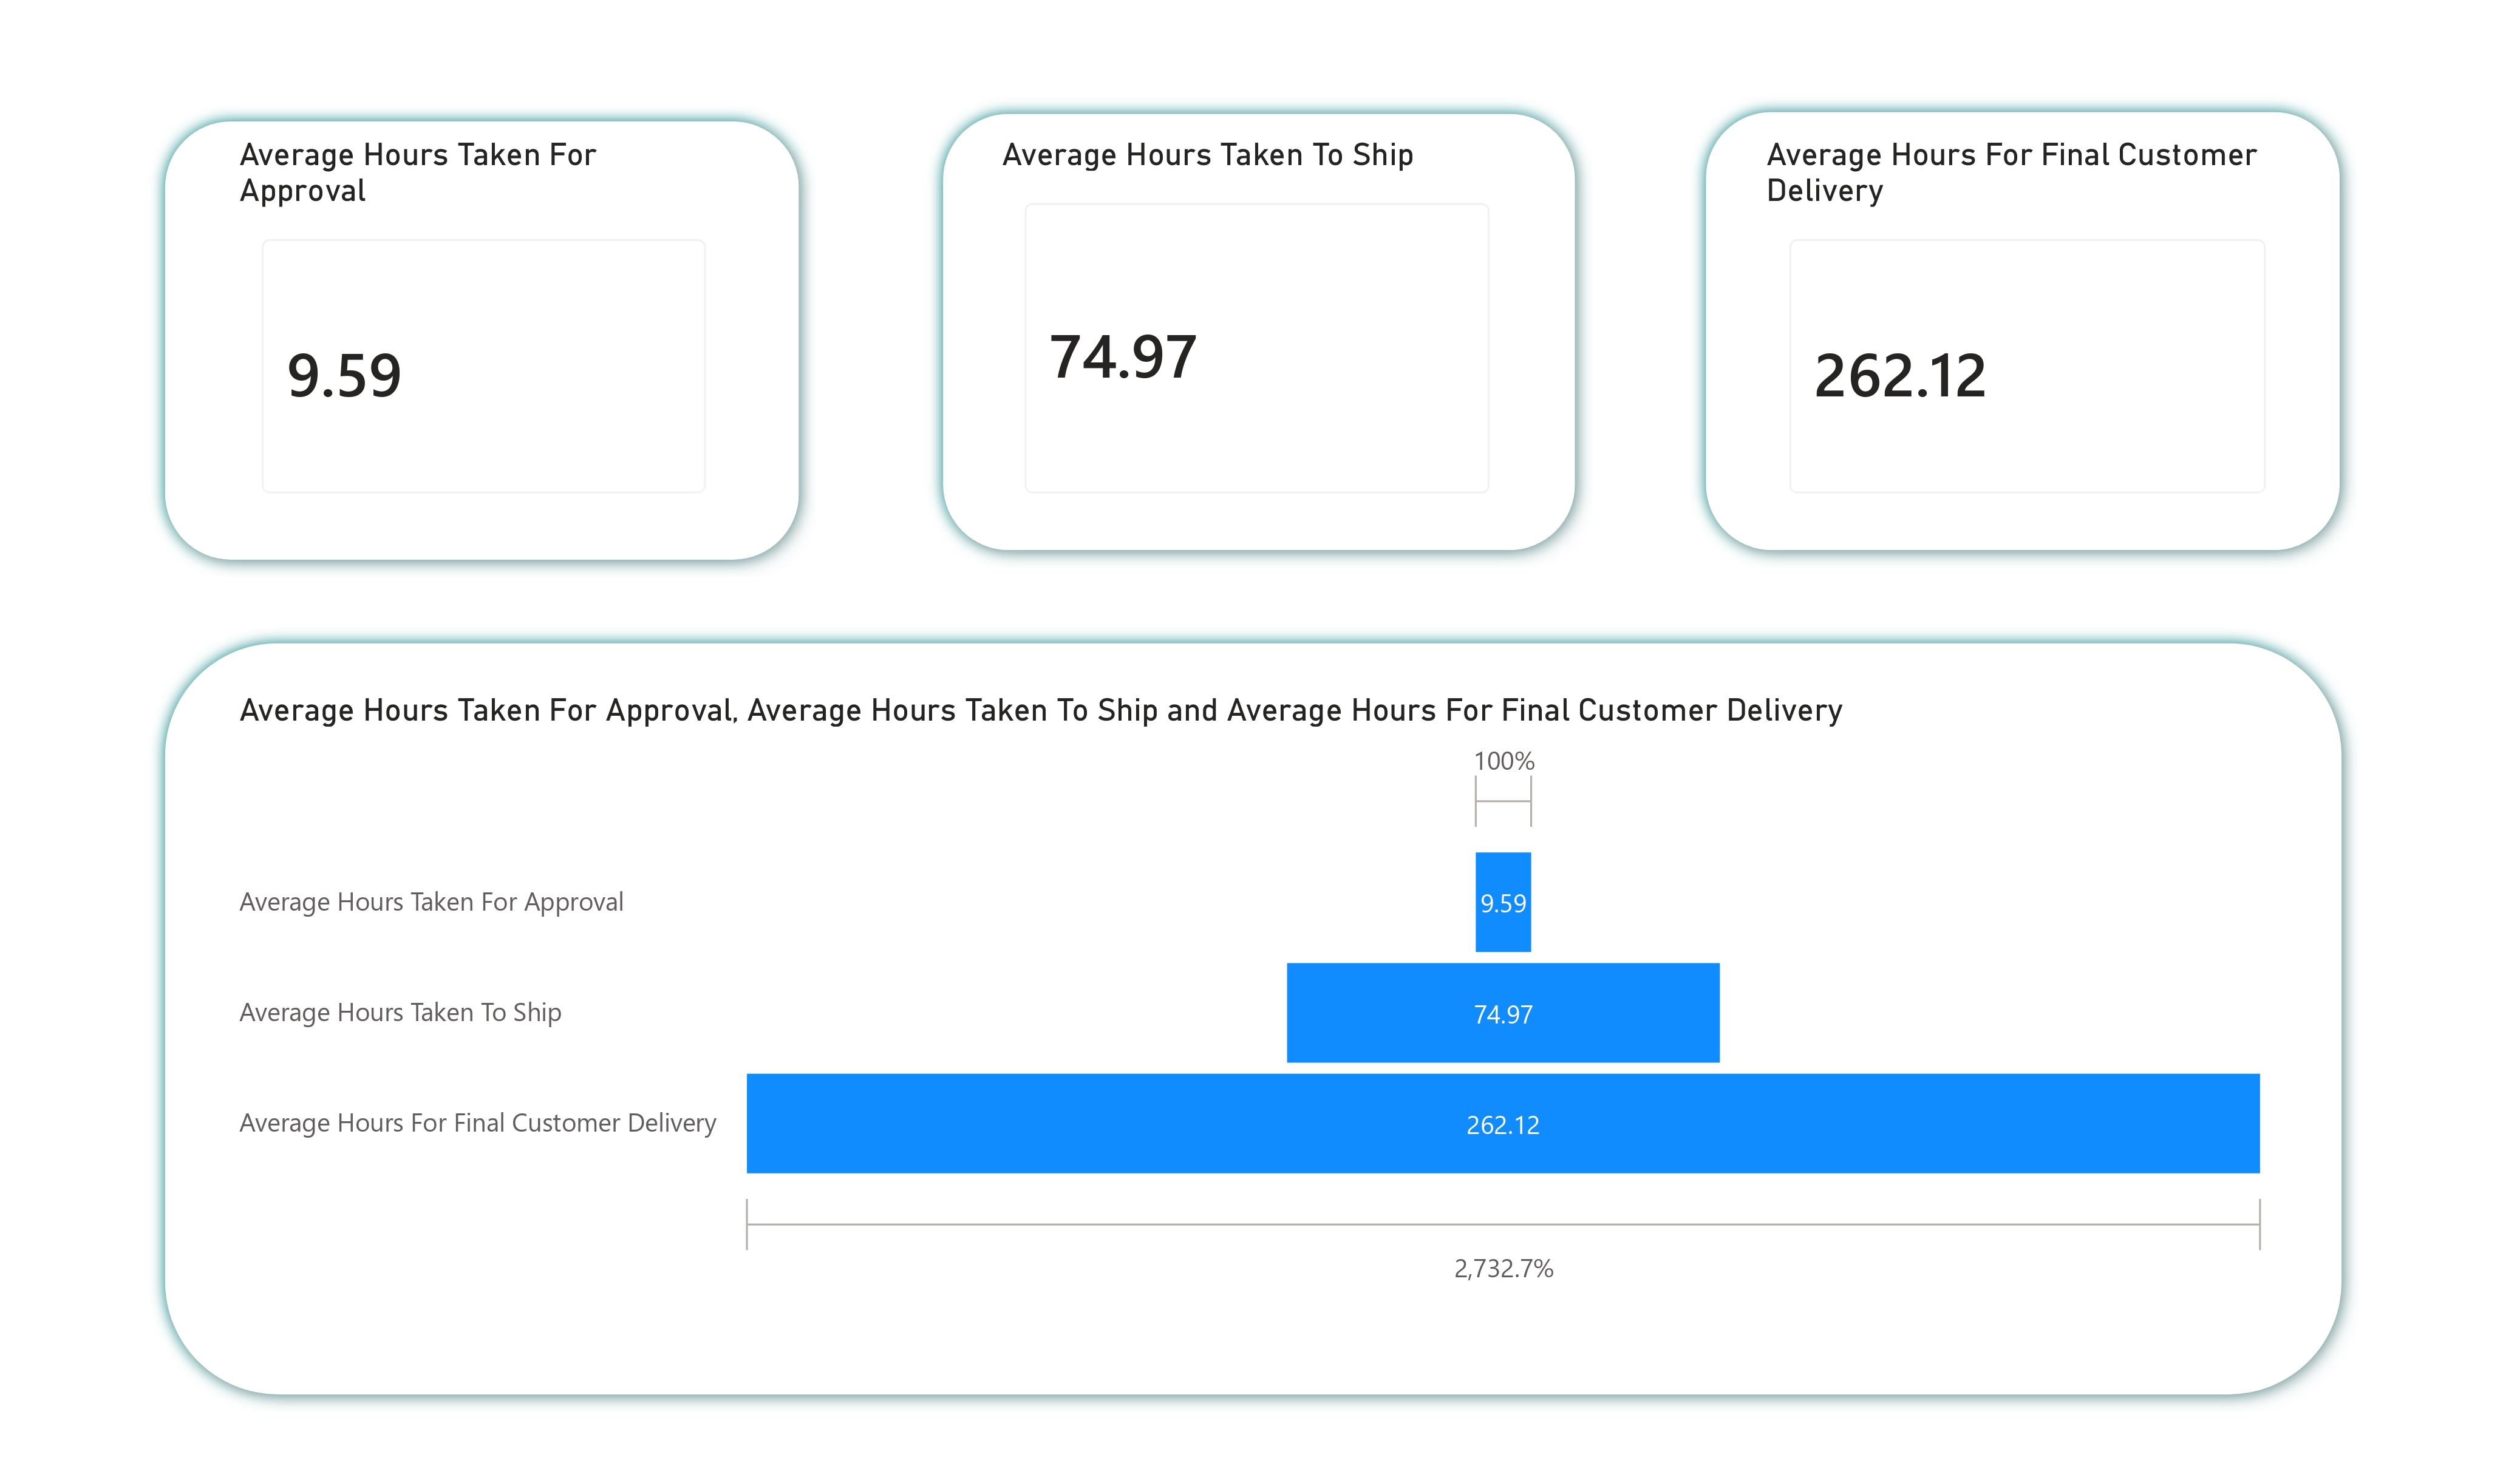 Average Hours Taken For
Approval
9.59
Average Hours Taken To Ship
74.97
Average Hours For Final Customer
Delivery
262.12
Average Hours Taken For Approval, Average Hours Taken To Ship and Average Hours For Final Customer Delivery
100%
Average Hours Taken For Approval
9.59
Average Hours Taken To Ship
74.97
Average Hours For Final Customer Delivery
262.12
2,732.7%